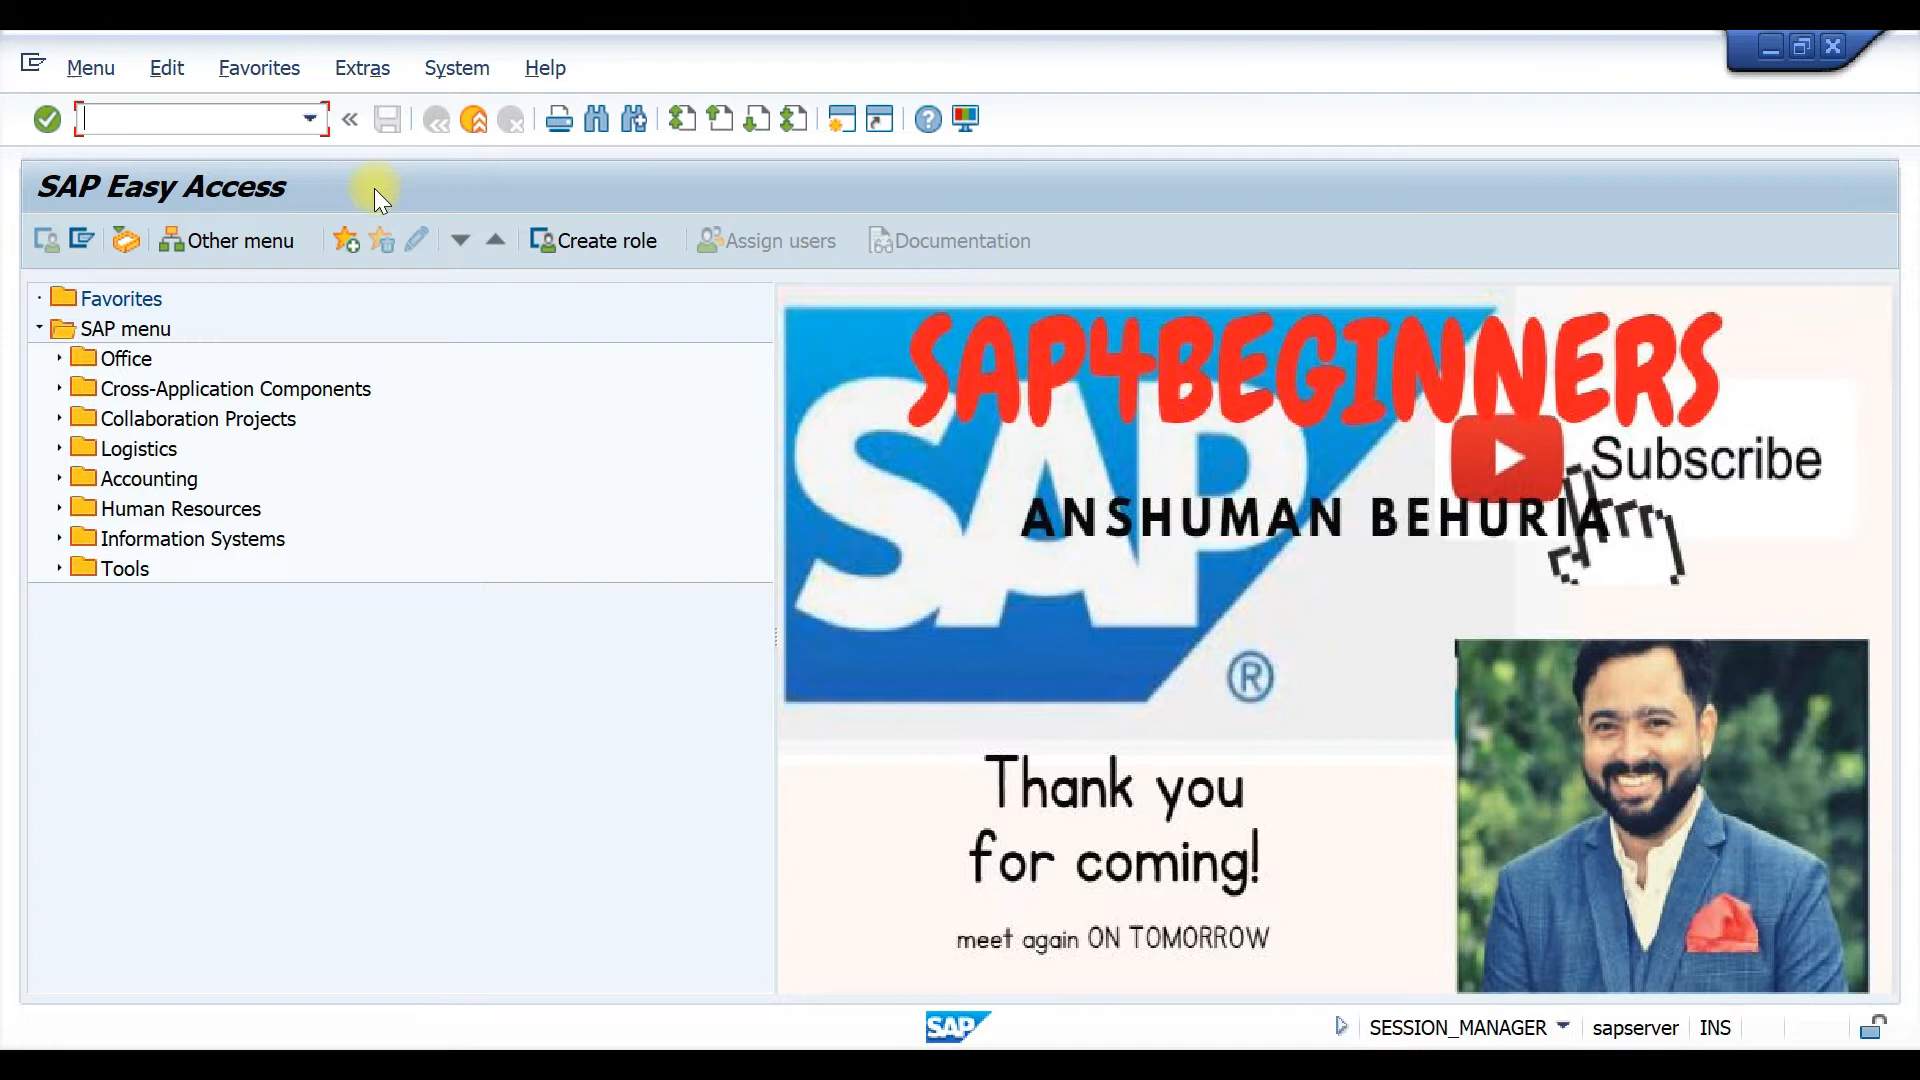 Menu Edit Favorites Extras System Help
SAP Easy Access
Other menu Create role Assign users Documentation
Favorites
SAP menu
Office
Cross-Application Components
Collaboration Projects
Logistics
Accounting
Human Resources
Information Systems
Tools
SAP4BEGINNERS
SAP
®
Subscribe
ANSHUMAN BEHURIA
Thank you
for coming!
meet again ON TOMORROW
SAP SESSION_MANAGER sapserver INS